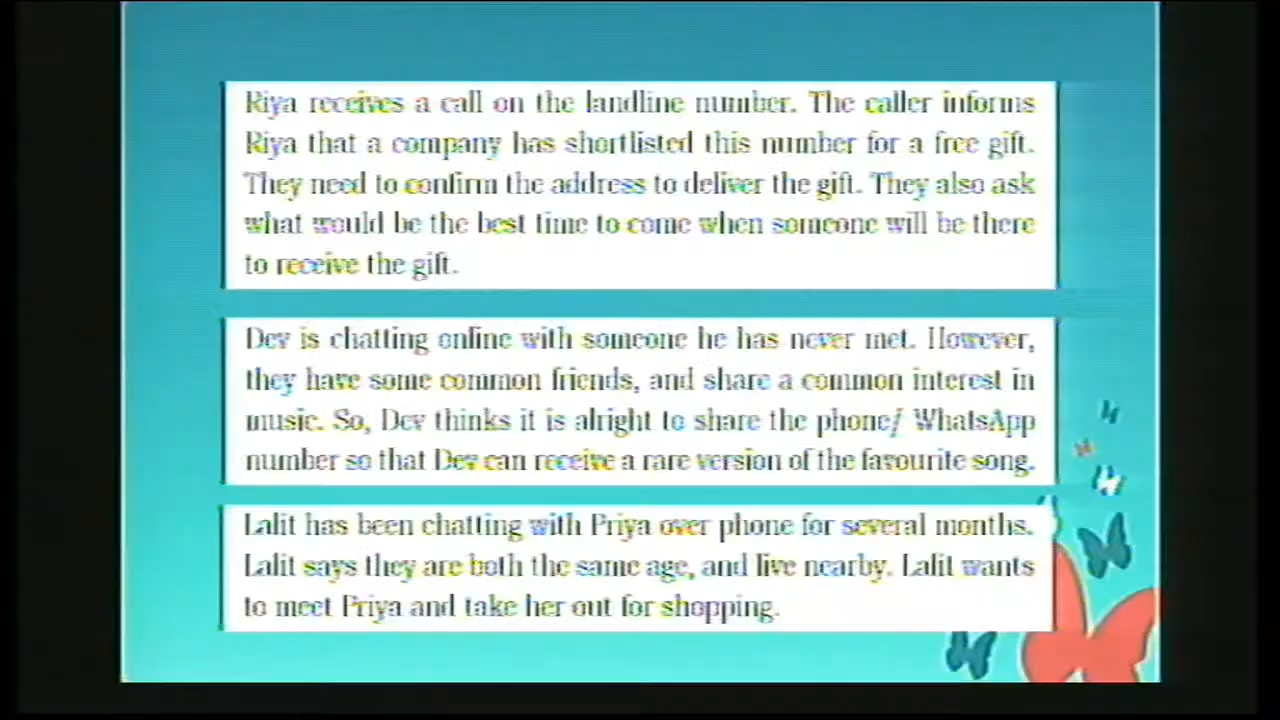 Riya receives a call on the landline number. The caller informs
Riya that a company has shortlisted this number for a free gift.
They need to confirm the address to deliver the gift. They also ask
what would be the best time to come when someone will be there
to receive the gift.
Dev is chatting online with someone he has never met. However,
they have some common friends, and share a common interest in
music. So, Dev thinks it is alright to share the phone/ WhatsApp
number so that Dev can receive a rare version of the favourite song.
Lalit has been chatting with Priya over phone for several months.
Lalit says they are both the same age, and live nearby. Lalit wants
to meet Priya and take her out for shopping.